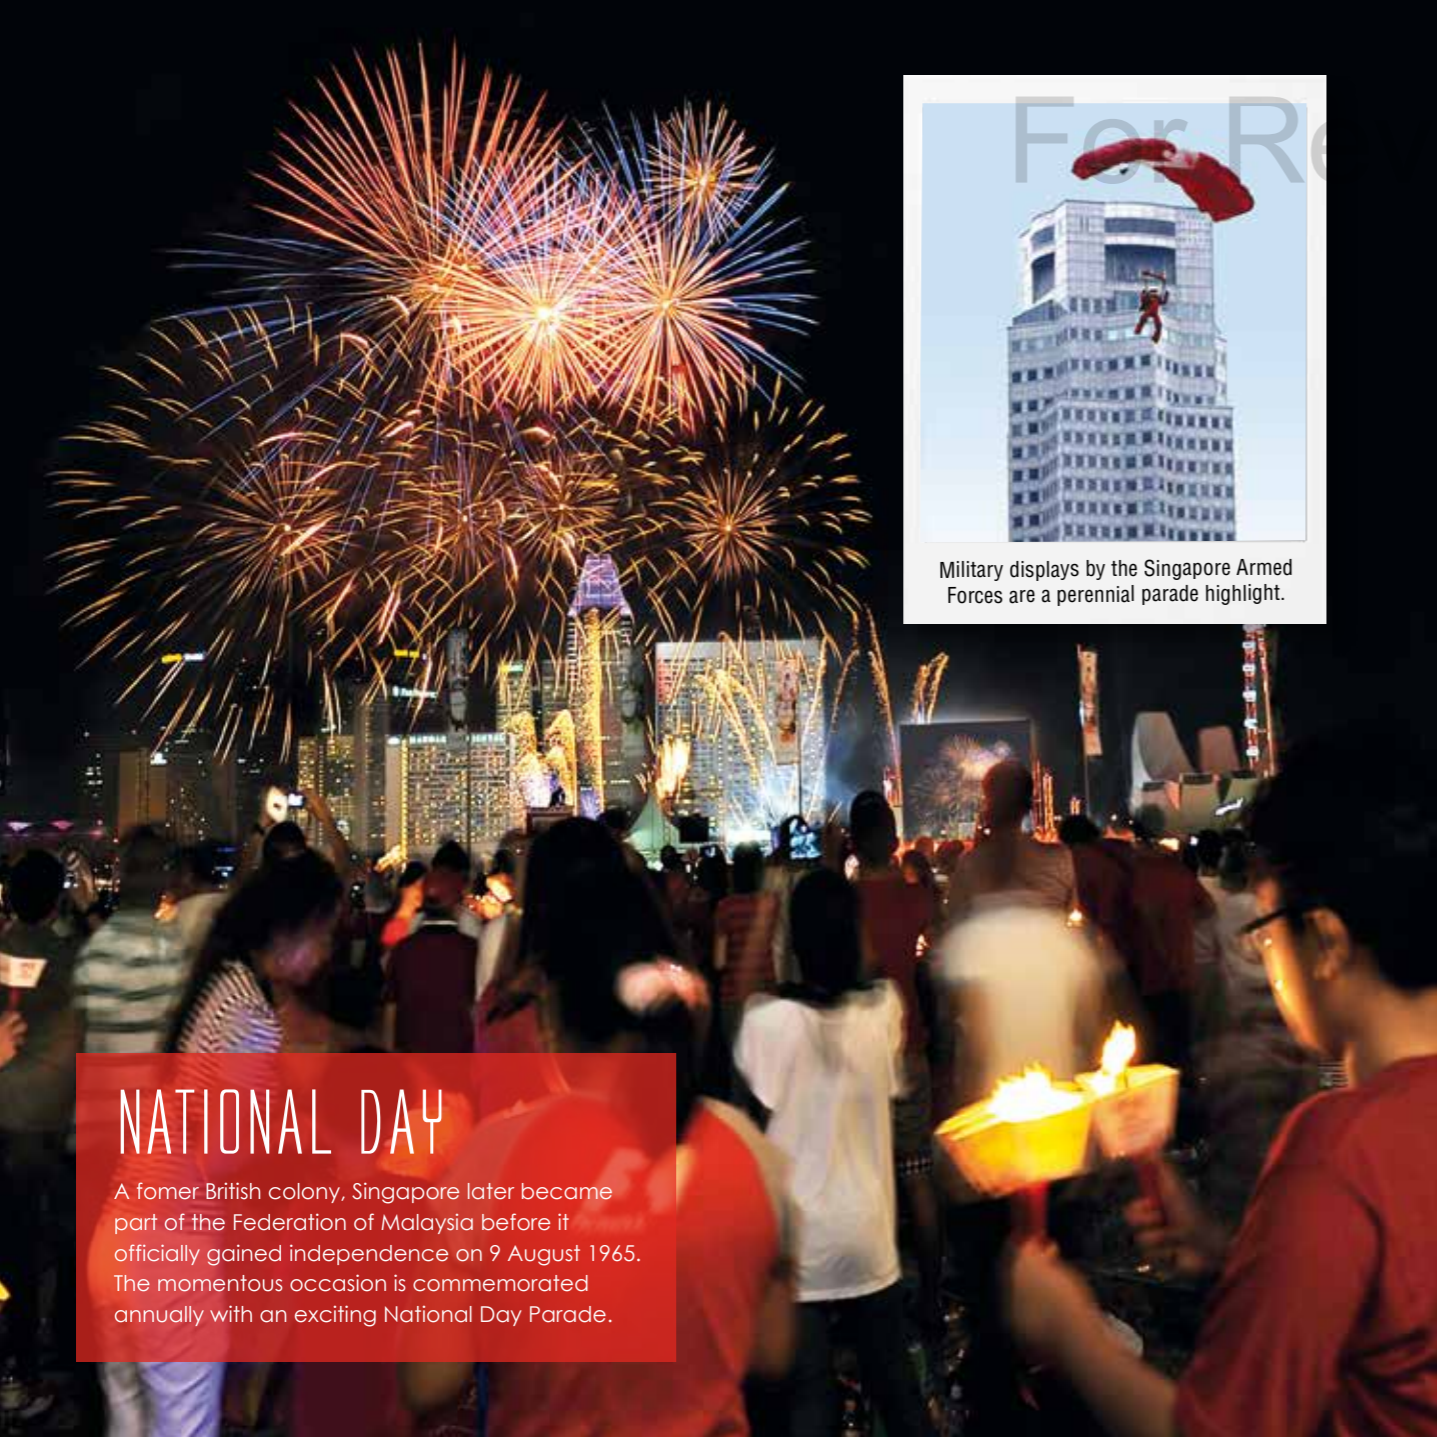 For Rev
Military displays by the Singapore Armed
Forces are a perennial parade highlight.
NATIONAL DAY
A fomer British colony, Singapore later became
part of the Federation of Malaysia before it
officially gained independence on 9 August 1965.
The momentous occasion is commemorated
annually with an exciting National Day Parade.